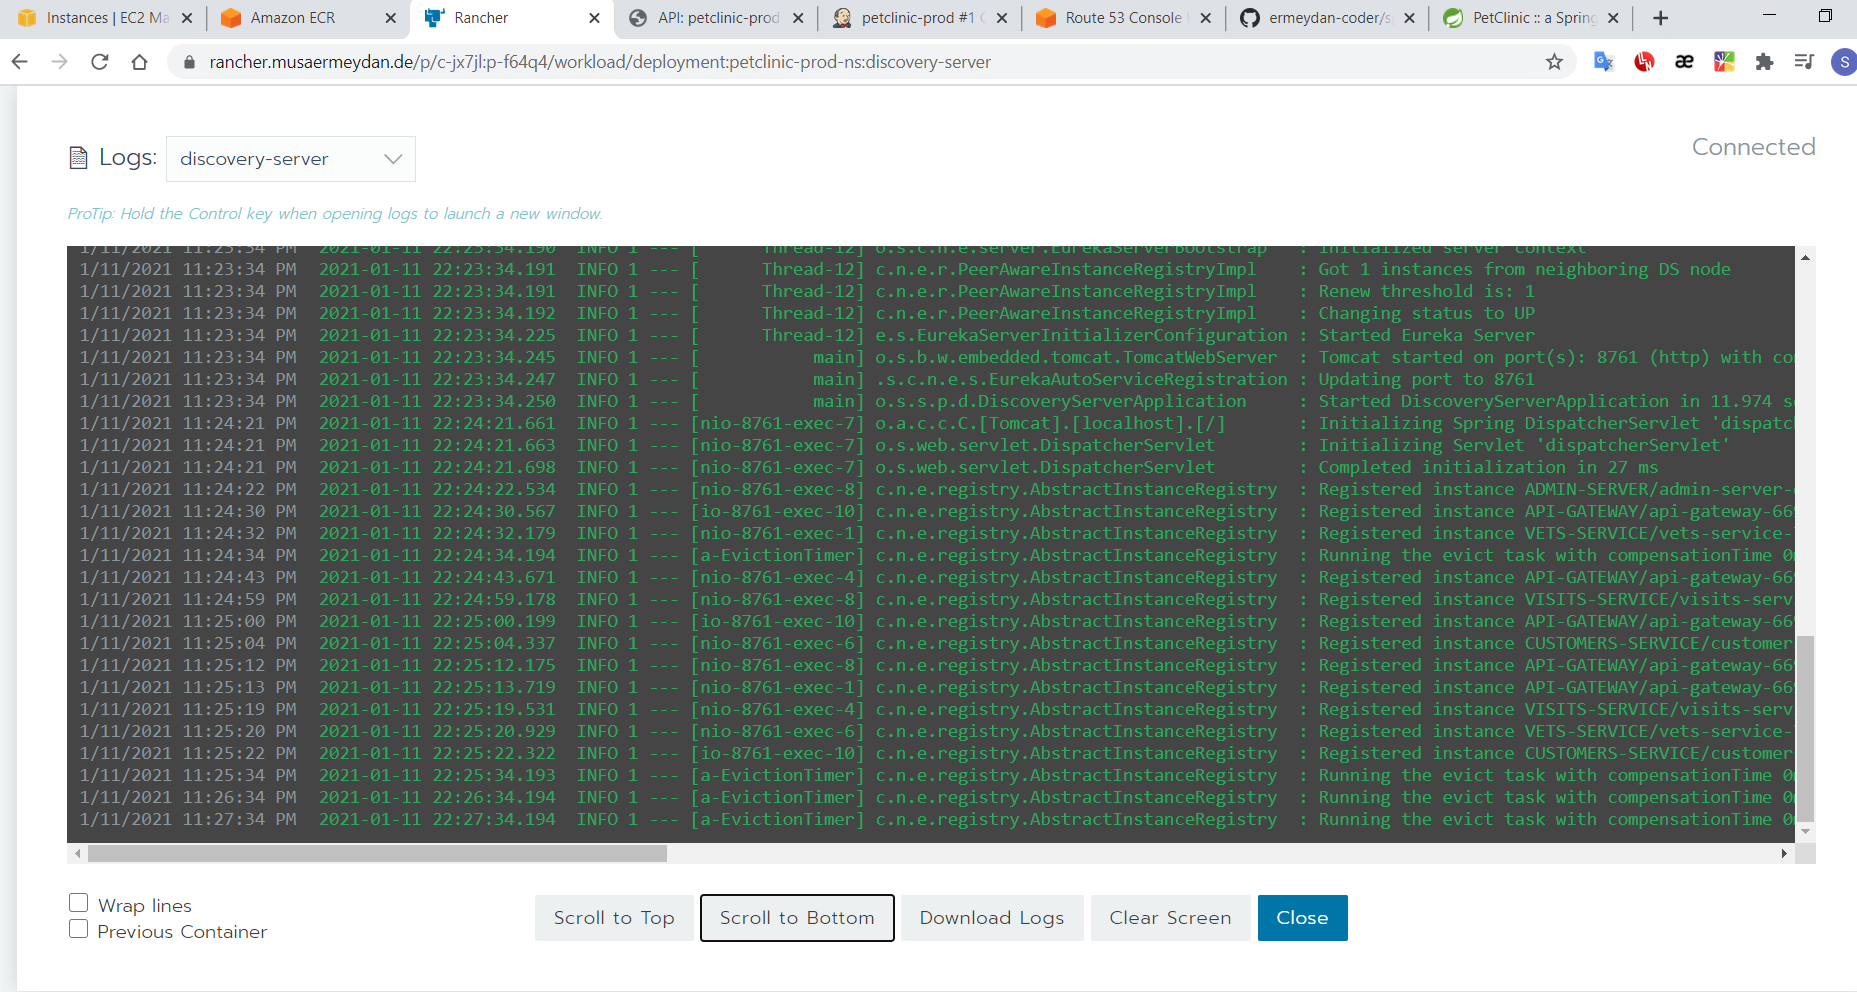 Instances | EC2 Ma
Amazon ECR
Rancher
API: petclinic-prod
petclinic-prod #1
Route 53 Console
ermeydan-coder/s
PetClinic :: a Spring
rancher.musaermeydan.de/p/c-jx7jl:p-f64q4/workload/deployment:petclinic-prod-ns:discovery-server
æ
S
Logs: discovery-server
Connected
ProTip: Hold the Control key when opening logs to launch a new window.
1/11/2021 11:23:34 PM 2021-01-11 22:23:34.190 INFO 1 --- [ Thread-12] o.s.c.n.e.server.EurekaServerBootstrap : Initialized server context
1/11/2021 11:23:34 PM 2021-01-11 22:23:34.191 INFO 1 --- [ Thread-12] c.n.e.r.PeerAwareInstanceRegistryImpl : Got 1 instances from neighboring DS node
1/11/2021 11:23:34 PM 2021-01-11 22:23:34.191 INFO 1 --- [ Thread-12] c.n.e.r.PeerAwareInstanceRegistryImpl : Renew threshold is: 1
1/11/2021 11:23:34 PM 2021-01-11 22:23:34.192 INFO 1 --- [ Thread-12] c.n.e.r.PeerAwareInstanceRegistryImpl : Changing status to UP
1/11/2021 11:23:34 PM 2021-01-11 22:23:34.225 INFO 1 --- [ Thread-12] e.s.EurekaServerInitializerConfiguration : Started Eureka Server
1/11/2021 11:23:34 PM 2021-01-11 22:23:34.245 INFO 1 --- [ main] o.s.b.w.embedded.tomcat.TomcatWebServer : Tomcat started on port(s): 8761 (http) with co
1/11/2021 11:23:34 PM 2021-01-11 22:23:34.247 INFO 1 --- [ main] .s.c.n.e.s.EurekaAutoServiceRegistration : Updating port to 8761
1/11/2021 11:23:34 PM 2021-01-11 22:23:34.250 INFO 1 --- [ main] o.s.s.p.d.DiscoveryServerApplication : Started DiscoveryServerApplication in 11.974 s
1/11/2021 11:24:21 PM 2021-01-11 22:24:21.661 INFO 1 --- [nio-8761-exec-7] o.a.c.c.C.[Tomcat].[localhost].[/] : Initializing Spring DispatcherServlet 'dispatc
1/11/2021 11:24:21 PM 2021-01-11 22:24:21.663 INFO 1 --- [nio-8761-exec-7] o.s.web.servlet.DispatcherServlet : Initializing Servlet 'dispatcherServlet'
1/11/2021 11:24:21 PM 2021-01-11 22:24:21.698 INFO 1 --- [nio-8761-exec-7] o.s.web.servlet.DispatcherServlet : Completed initialization in 27 ms
1/11/2021 11:24:22 PM 2021-01-11 22:24:22.534 INFO 1 --- [nio-8761-exec-8] c.n.e.registry.AbstractInstanceRegistry : Registered instance ADMIN-SERVER/admin-server-
1/11/2021 11:24:30 PM 2021-01-11 22:24:30.567 INFO 1 --- [io-8761-exec-10] c.n.e.registry.AbstractInstanceRegistry : Registered instance API-GATEWAY/api-gateway-669
1/11/2021 11:24:32 PM 2021-01-11 22:24:32.179 INFO 1 --- [nio-8761-exec-1] c.n.e.registry.AbstractInstanceRegistry : Registered instance VETS-SERVICE/vets-service-
1/11/2021 11:24:34 PM 2021-01-11 22:24:34.194 INFO 1 --- [a-EvictionTimer] c.n.e.registry.AbstractInstanceRegistry : Running the evict task with compensationTime 0
1/11/2021 11:24:43 PM 2021-01-11 22:24:43.671 INFO 1 --- [nio-8761-exec-4] c.n.e.registry.AbstractInstanceRegistry : Registered instance API-GATEWAY/api-gateway-669
1/11/2021 11:24:59 PM 2021-01-11 22:24:59.178 INFO 1 --- [nio-8761-exec-8] c.n.e.registry.AbstractInstanceRegistry : Registered instance VISITS-SERVICE/visits-serv
1/11/2021 11:25:00 PM 2021-01-11 22:25:00.199 INFO 1 --- [io-8761-exec-10] c.n.e.registry.AbstractInstanceRegistry : Registered instance API-GATEWAY/api-gateway-669
1/11/2021 11:25:04 PM 2021-01-11 22:25:04.337 INFO 1 --- [nio-8761-exec-6] c.n.e.registry.AbstractInstanceRegistry : Registered instance CUSTOMERS-SERVICE/customer
1/11/2021 11:25:12 PM 2021-01-11 22:25:12.175 INFO 1 --- [nio-8761-exec-8] c.n.e.registry.AbstractInstanceRegistry : Registered instance API-GATEWAY/api-gateway-669
1/11/2021 11:25:13 PM 2021-01-11 22:25:13.719 INFO 1 --- [nio-8761-exec-1] c.n.e.registry.AbstractInstanceRegistry : Registered instance API-GATEWAY/api-gateway-669
1/11/2021 11:25:19 PM 2021-01-11 22:25:19.531 INFO 1 --- [nio-8761-exec-4] c.n.e.registry.AbstractInstanceRegistry : Registered instance VISITS-SERVICE/visits-serv
1/11/2021 11:25:20 PM 2021-01-11 22:25:20.929 INFO 1 --- [nio-8761-exec-6] c.n.e.registry.AbstractInstanceRegistry : Registered instance VETS-SERVICE/vets-service-
1/11/2021 11:25:22 PM 2021-01-11 22:25:22.322 INFO 1 --- [io-8761-exec-10] c.n.e.registry.AbstractInstanceRegistry : Registered instance CUSTOMERS-SERVICE/customer
1/11/2021 11:25:34 PM 2021-01-11 22:25:34.193 INFO 1 --- [a-EvictionTimer] c.n.e.registry.AbstractInstanceRegistry : Running the evict task with compensationTime 0
1/11/2021 11:26:34 PM 2021-01-11 22:26:34.194 INFO 1 --- [a-EvictionTimer] c.n.e.registry.AbstractInstanceRegistry : Running the evict task with compensationTime 0
1/11/2021 11:27:34 PM 2021-01-11 22:27:34.194 INFO 1 --- [a-EvictionTimer] c.n.e.registry.AbstractInstanceRegistry : Running the evict task with compensationTime 0
Wrap lines
Previous Container
Scroll to Top
Scroll to Bottom
Download Logs
Clear Screen
Close